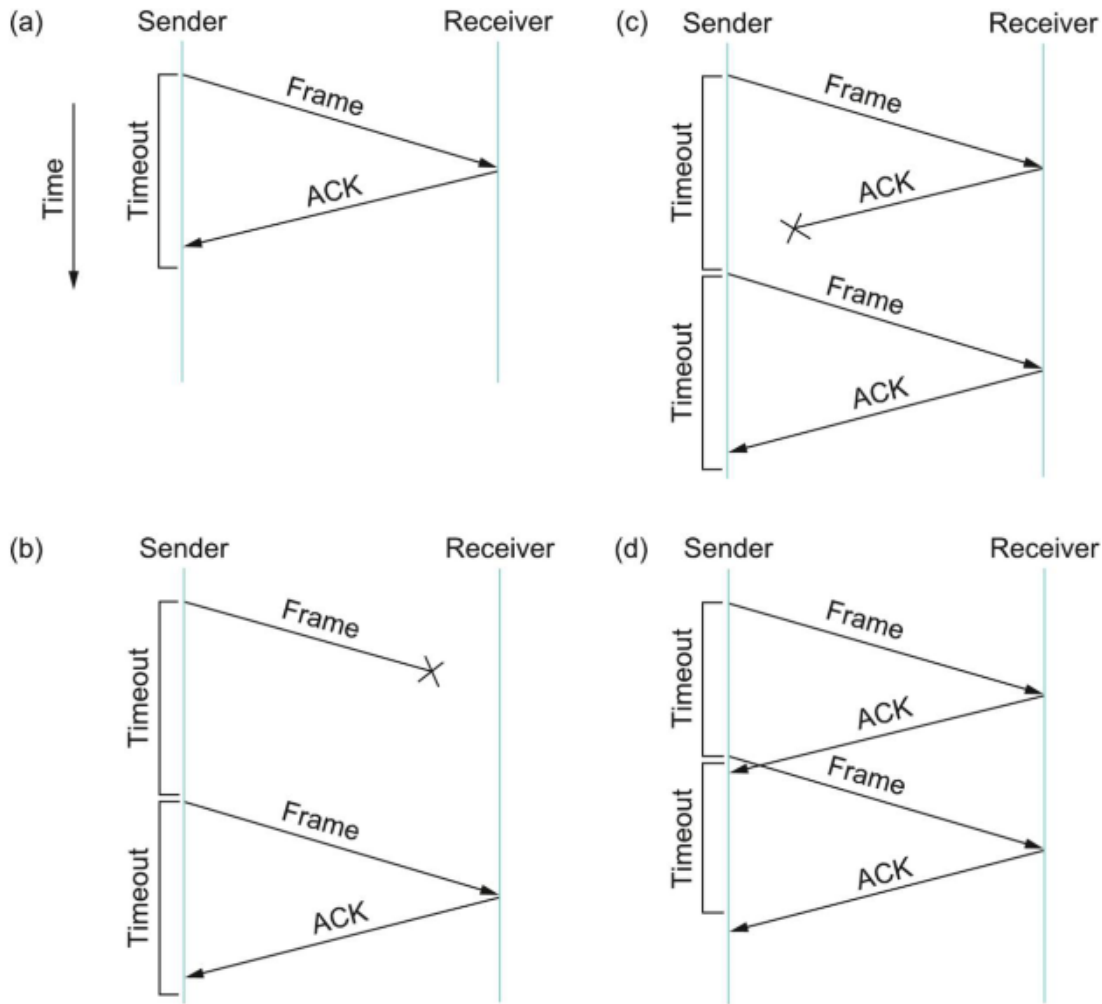 (a)
Sender
Receiver
Time
Timeout
Frame
ACK
(c)
Sender
Receiver
Timeout
Frame
ACK
Timeout
Frame
ACK
(b)
Sender
Receiver
Timeout
Frame
Timeout
Frame
ACK
(d)
Sender
Receiver
Timeout
Frame
ACK
Timeout
Frame
ACK